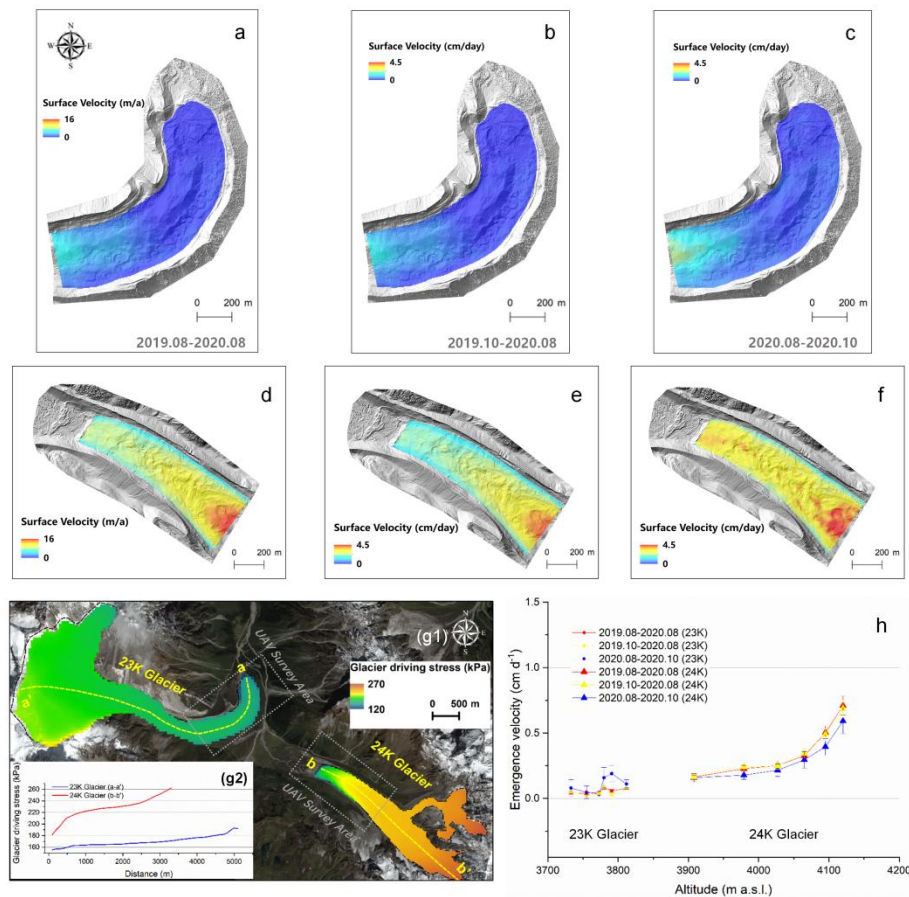 a
N
W E
S
Surface Velocity (m/a)
16
0
0 200 m
2019.08-2020.08
b
Surface Velocity (cm/day)
4.5
0
0 200 m
2019.10-2020.08
c
Surface Velocity (cm/day)
4.5
0
0 200 m
2020.08-2020.10
d
Surface Velocity (m/a)
16
0
0 200 m
e
Surface Velocity (cm/day)
4.5
0
0 200 m
f
Surface Velocity (cm/day)
4.5
0
0 200 m
(g1)
N
W E
S
UAV Survey Area
23K Glacier
a
a'
Glacier driving stress (kPa)
270
120
0 500 m
24K Glacier
b
b'
UAV Survey Area
(g2)
23K Glacier (a-a')
24K Glacier (b-b')
Glacier driving stress (kPa)
260
240
220
200
180
160
0 1000 2000 3000 4000 5000
Distance (m)
h
2019.08-2020.08 (23K)
2019.10-2020.08 (23K)
2020.08-2020.10 (23K)
2019.08-2020.08 (24K)
2019.10-2020.08 (24K)
2020.08-2020.10 (24K)
Emergence velocity (cm d⁻¹)
1.5
1.0
0.5
0.0
23K Glacier 24K Glacier
3700 3800 3900 4000 4100 4200
Altitude (m a.s.l.)